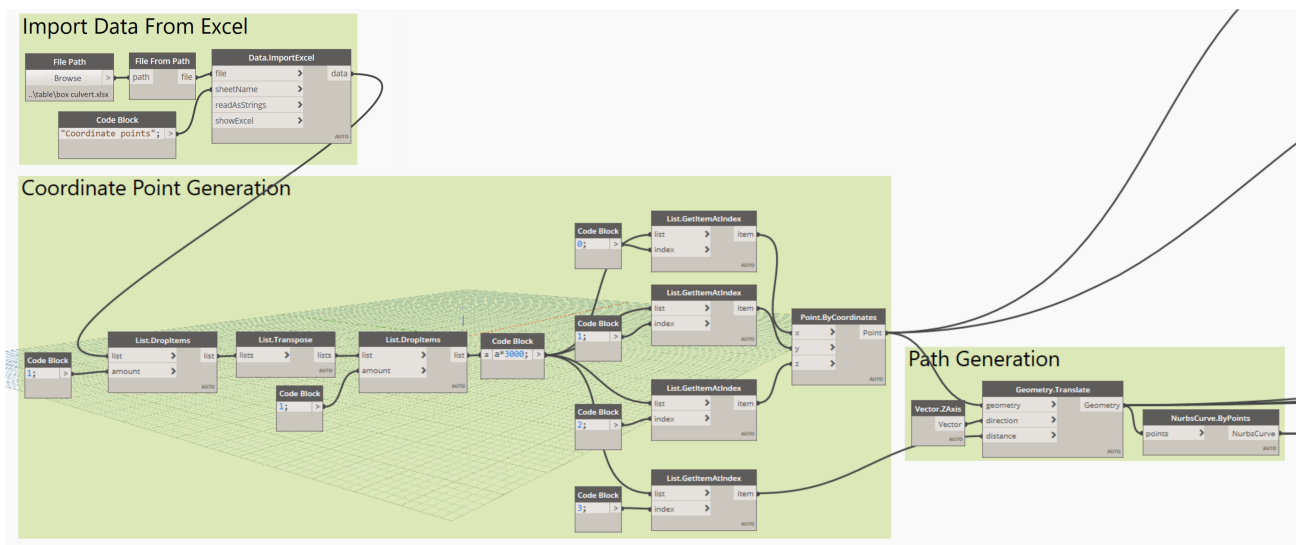 Import Data From Excel
File Path
Browse >
..\table\box culvert.xlsx
File From Path
path file
Data.ImportExcel
file > data
sheetName >
readAsStrings >
showExcel >
AUTO
Code Block
"Coordinate points"; >
Coordinate Point Generation
Code Block
1; >
List.DropItems
list > list
amount >
AUTO
List.Transpose
lists > lists
AUTO
Code Block
1; >
List.DropItems
list > list
amount >
AUTO
Code Block
a a*3000; >
Code Block
0; >
List.GetItemAtIndex
list > item
index >
AUTO
Code Block
1; >
List.GetItemAtIndex
list > item
index >
AUTO
Code Block
2; >
List.GetItemAtIndex
list > item
index >
AUTO
Code Block
3; >
List.GetItemAtIndex
list > item
index >
AUTO
Point.ByCoordinates
x > Point
y >
z >
AUTO
Path Generation
Vector.ZAxis
Vector
AUTO
Geometry.Translate
geometry > Geometry
direction >
distance >
AUTO
NurbsCurve.ByPoints
points > NurbsCurve
AUTO